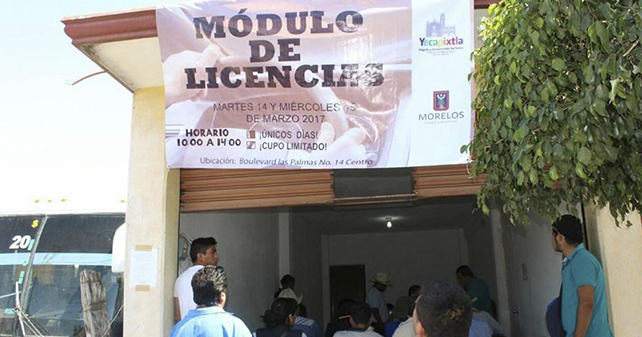 MÓDULO
DE
LICENCIAS
MARTES 14 Y MIÉRCOLES 15
DE MARZO 2017
HORARIO
10:00 A 14:00
¡ÚNICOS DÍAS!
¡CUPO LIMITADO!
Ubicación: Boulevard las Palmas No. 14 Centro
Yecapixtla
MORELOS
20